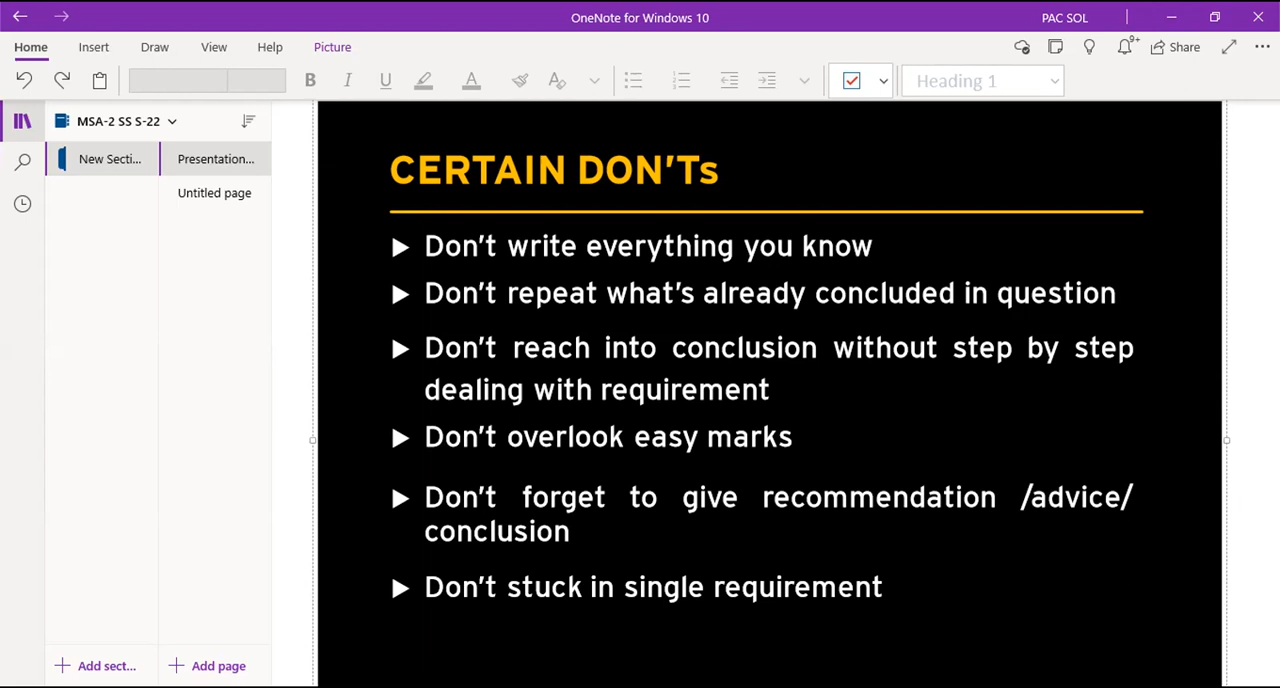 OneNote for Windows 10
PAC SOL
Home Insert Draw View Help Picture
9+
Share
B I U A A
Heading 1
MSA-2 SS S-22
New Secti...
Presentation...
Untitled page
CERTAIN DON'Ts
Don't write everything you know
Don't repeat what's already concluded in question
Don't reach into conclusion without step by step
dealing with requirement
Don't overlook easy marks
Don't forget to give recommendation /advice/
conclusion
Don't stuck in single requirement
Add sect...
Add page